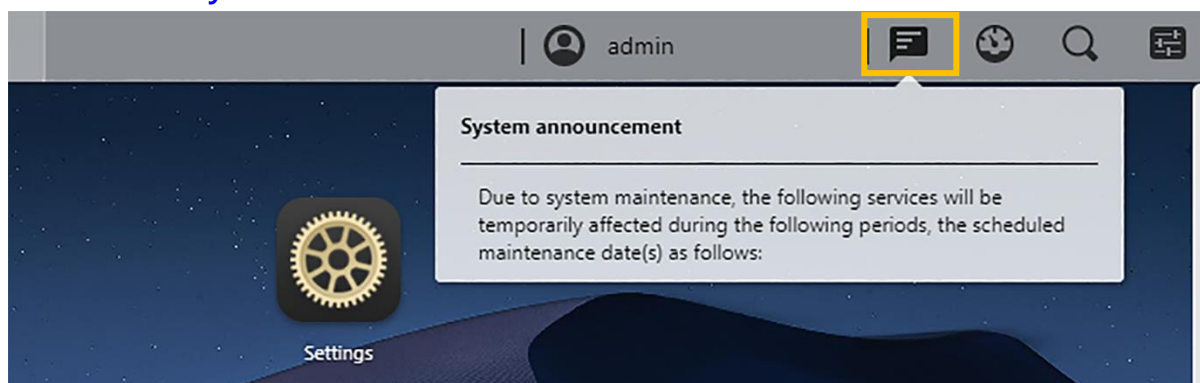 admin
System announcement
Due to system maintenance, the following services will be
temporarily affected during the following periods, the scheduled
maintenance date(s) as follows:
Settings